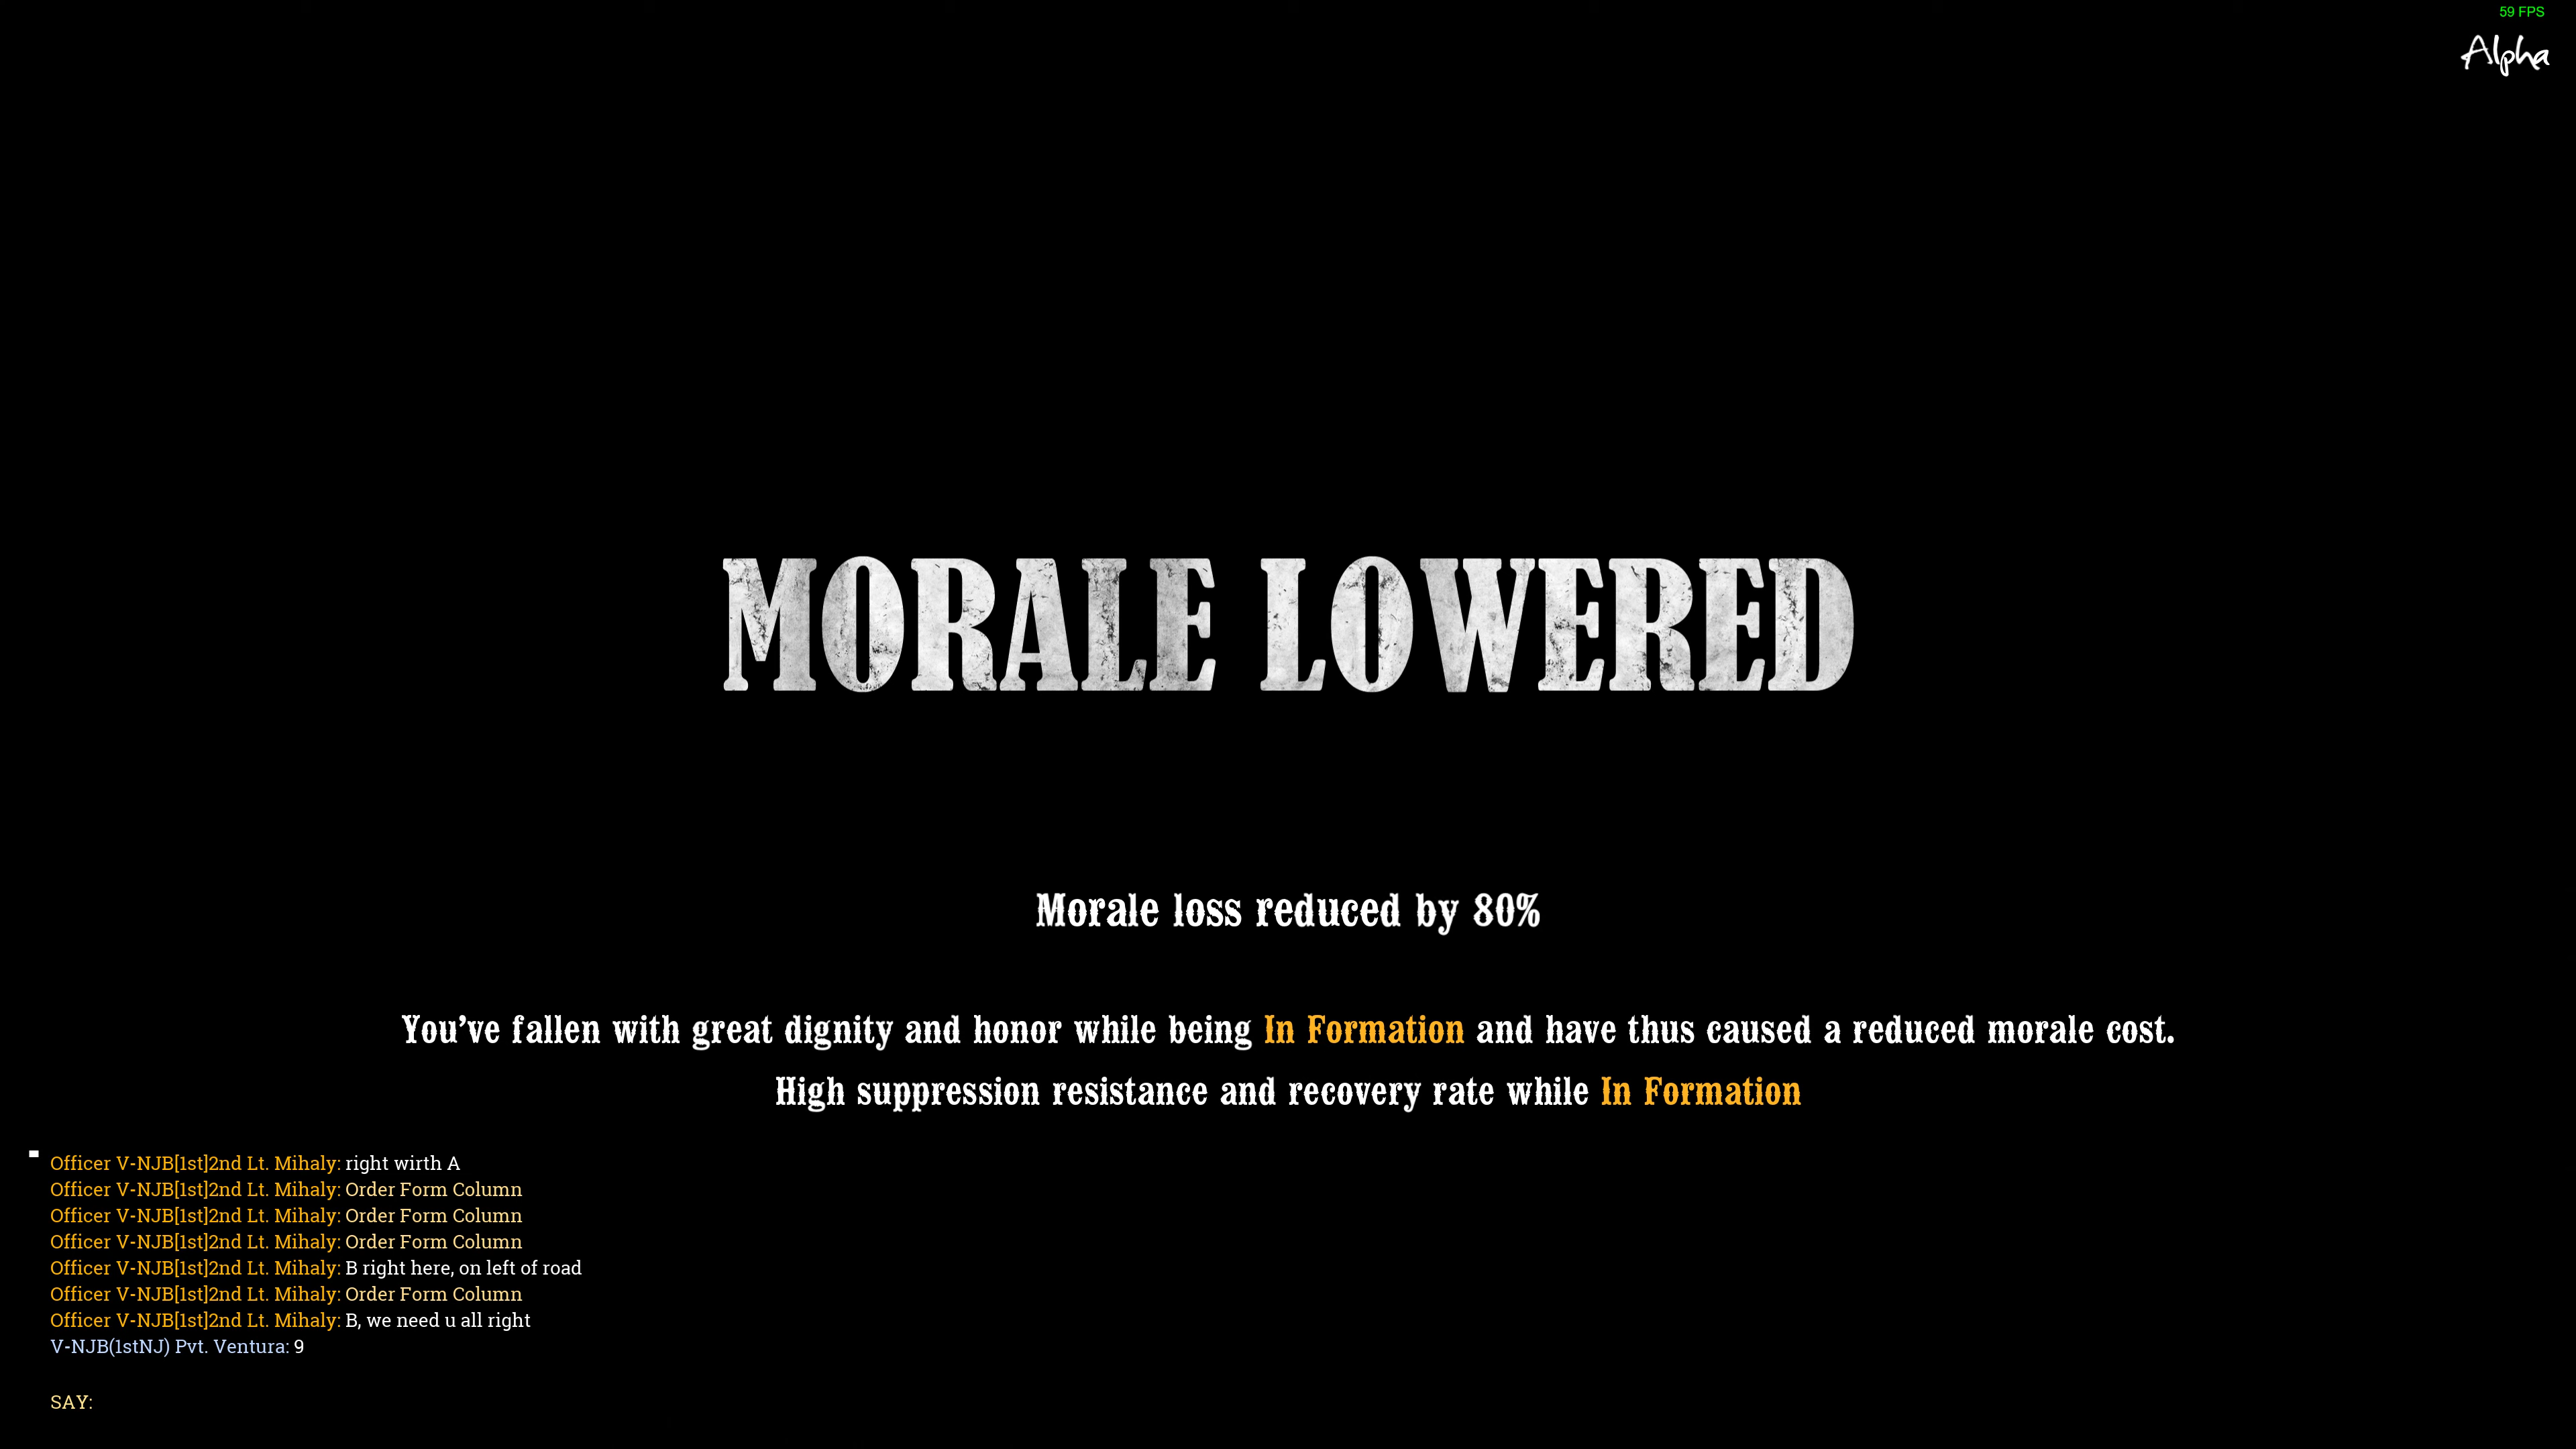 59 FPS
Alpha
MORALE LOWERED
Morale loss reduced by 80%
You've fallen with great dignity and honor while being In Formation and have thus caused a reduced morale cost.
High suppression resistance and recovery rate while In Formation
Officer V-NJB[1st]2nd Lt. Mihaly: right wirth A
Officer V-NJB[1st]2nd Lt. Mihaly: Order Form Column
Officer V-NJB[1st]2nd Lt. Mihaly: Order Form Column
Officer V-NJB[1st]2nd Lt. Mihaly: Order Form Column
Officer V-NJB[1st]2nd Lt. Mihaly: B right here, on left of road
Officer V-NJB[1st]2nd Lt. Mihaly: Order Form Column
Officer V-NJB[1st]2nd Lt. Mihaly: B, we need u all right
V-NJB(1stNJ) Pvt. Ventura: 9
SAY: